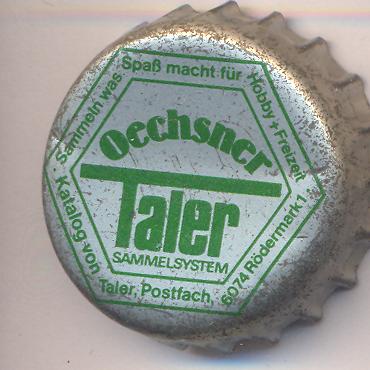 Sammeln was
Spaß macht für
Hobby + Freizeit
Oechsner
Taler
SAMMELSYSTEM
Katalog von
Taler, Postfach,
6074 Rödermark 1